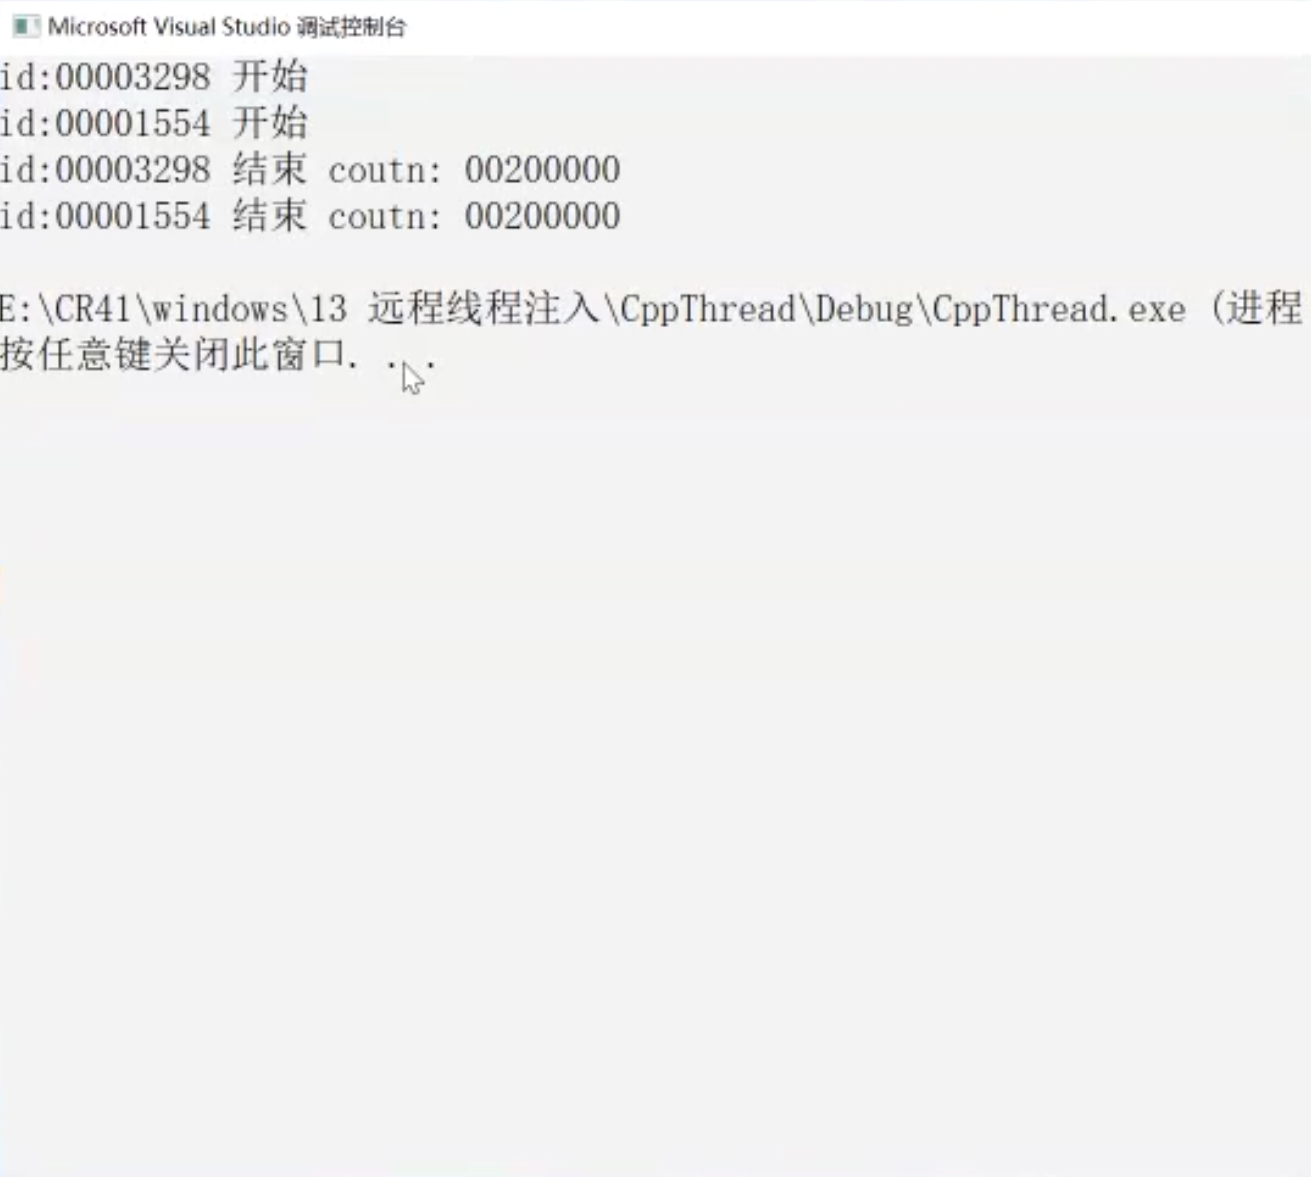 Microsoft Visual Studio 调试控制台
id:00003298 开始
id:00001554 开始
id:00003298 结束 coutn: 00200000
id:00001554 结束 coutn: 00200000
E:\CR41\windows\13 远程线程注入\CppThread\Debug\CppThread.exe (进程
按任意键关闭此窗口. . .